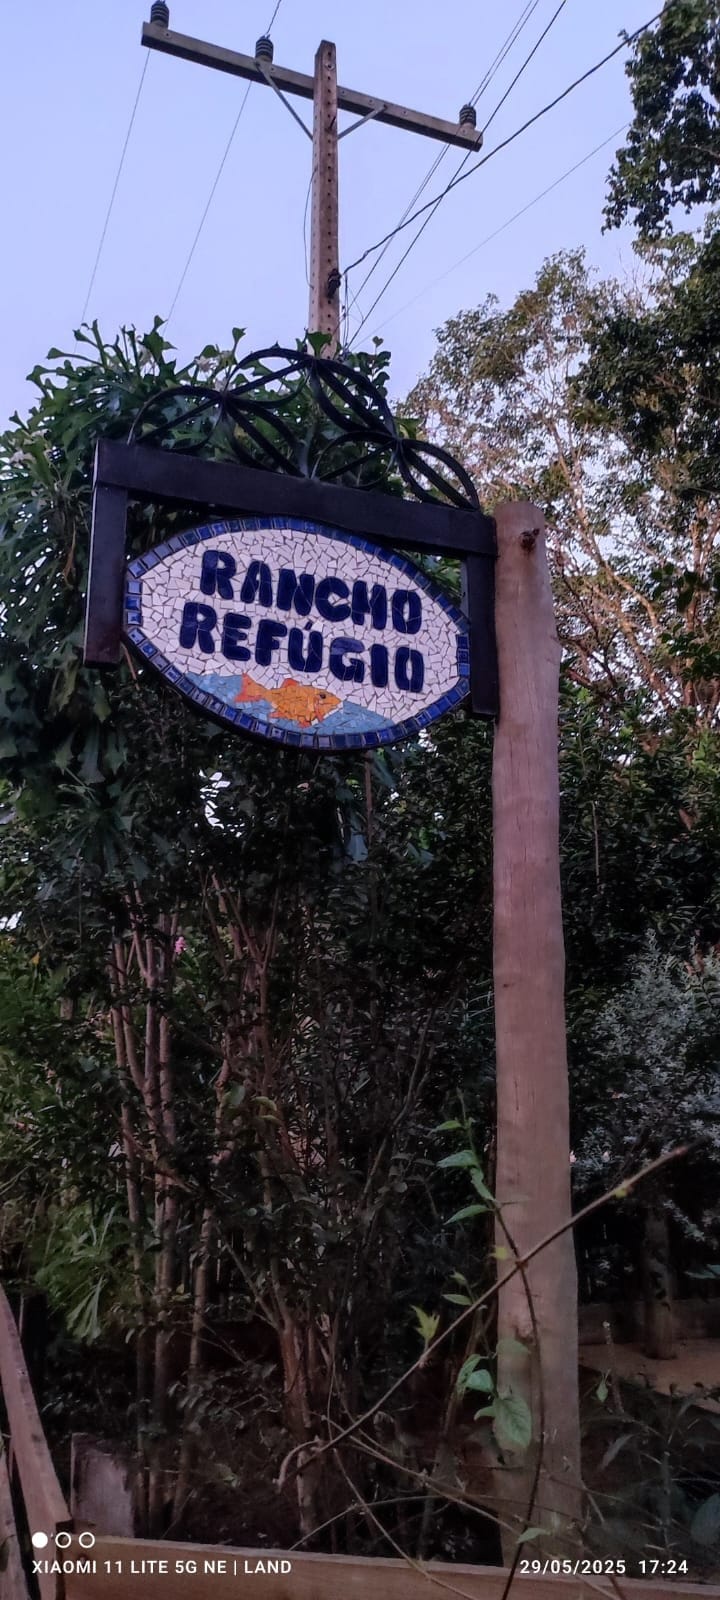 RANCHO
REFÚGIO
XIAOMI 11 LITE 5G NE | LAND
29/05/2025 17:24